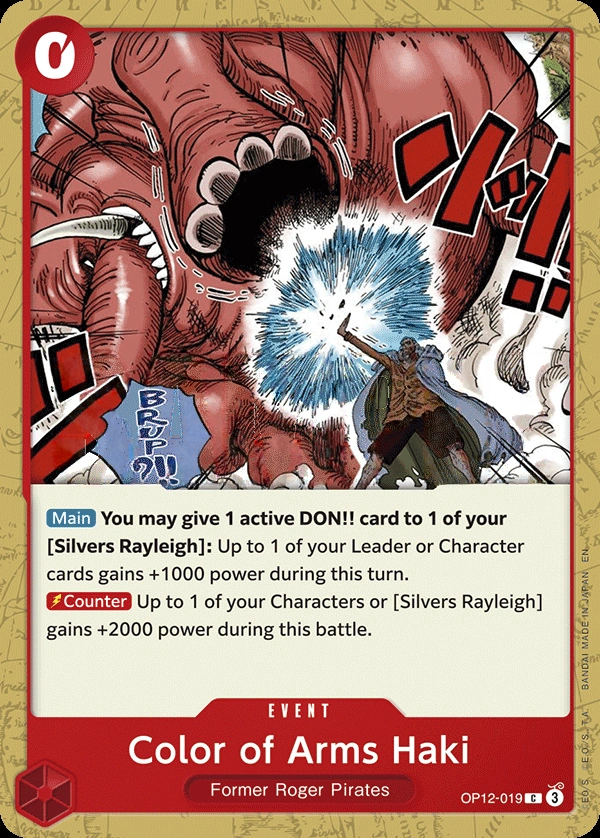 0
ドッ!!
BRUP?!!
Main You may give 1 active DON!! card to 1 of your
[Silvers Rayleigh]: Up to 1 of your Leader or Character
cards gains +1000 power during this turn.
Counter Up to 1 of your Characters or [Silvers Rayleigh]
gains +2000 power during this battle.
EVENT
Color of Arms Haki
Former Roger Pirates
OP12-019 C 3
BANDAI MADE IN JAPAN EN